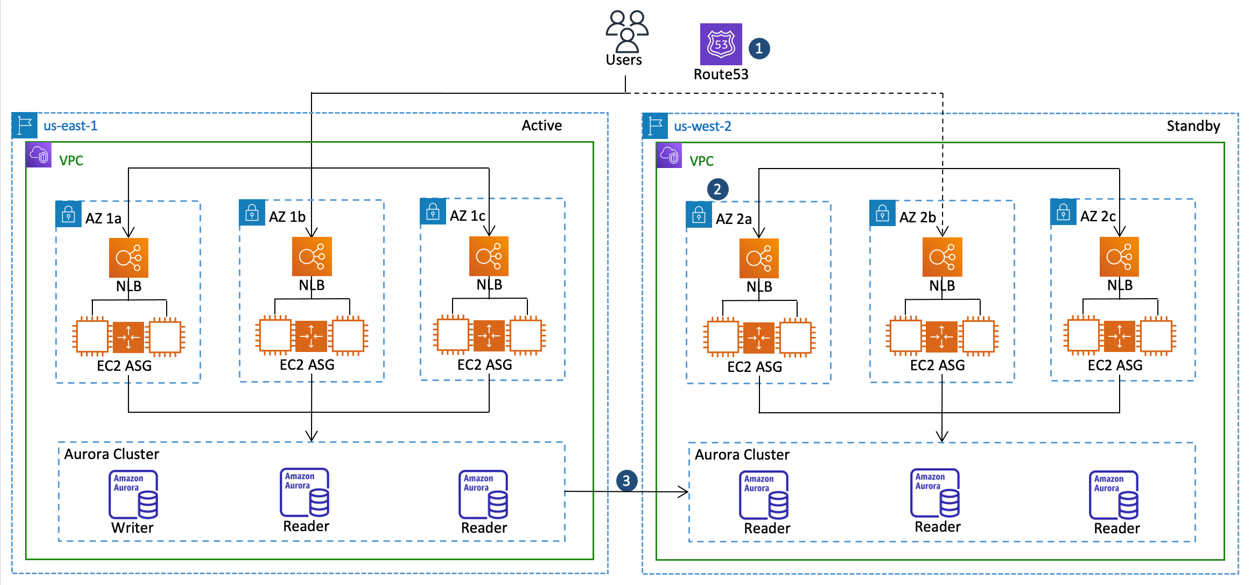 Users
53
1
Route53
us-east-1
Active
us-west-2
Standby
VPC
VPC
2
AZ 1a
AZ 1b
AZ 1c
AZ 2a
AZ 2b
AZ 2c
NLB
NLB
NLB
NLB
NLB
NLB
EC2 ASG
EC2 ASG
EC2 ASG
EC2 ASG
EC2 ASG
EC2 ASG
Aurora Cluster
Amazon
Aurora
Writer
Amazon
Aurora
Reader
Amazon
Aurora
Reader
3
Aurora Cluster
Amazon
Aurora
Reader
Amazon
Aurora
Reader
Amazon
Aurora
Reader